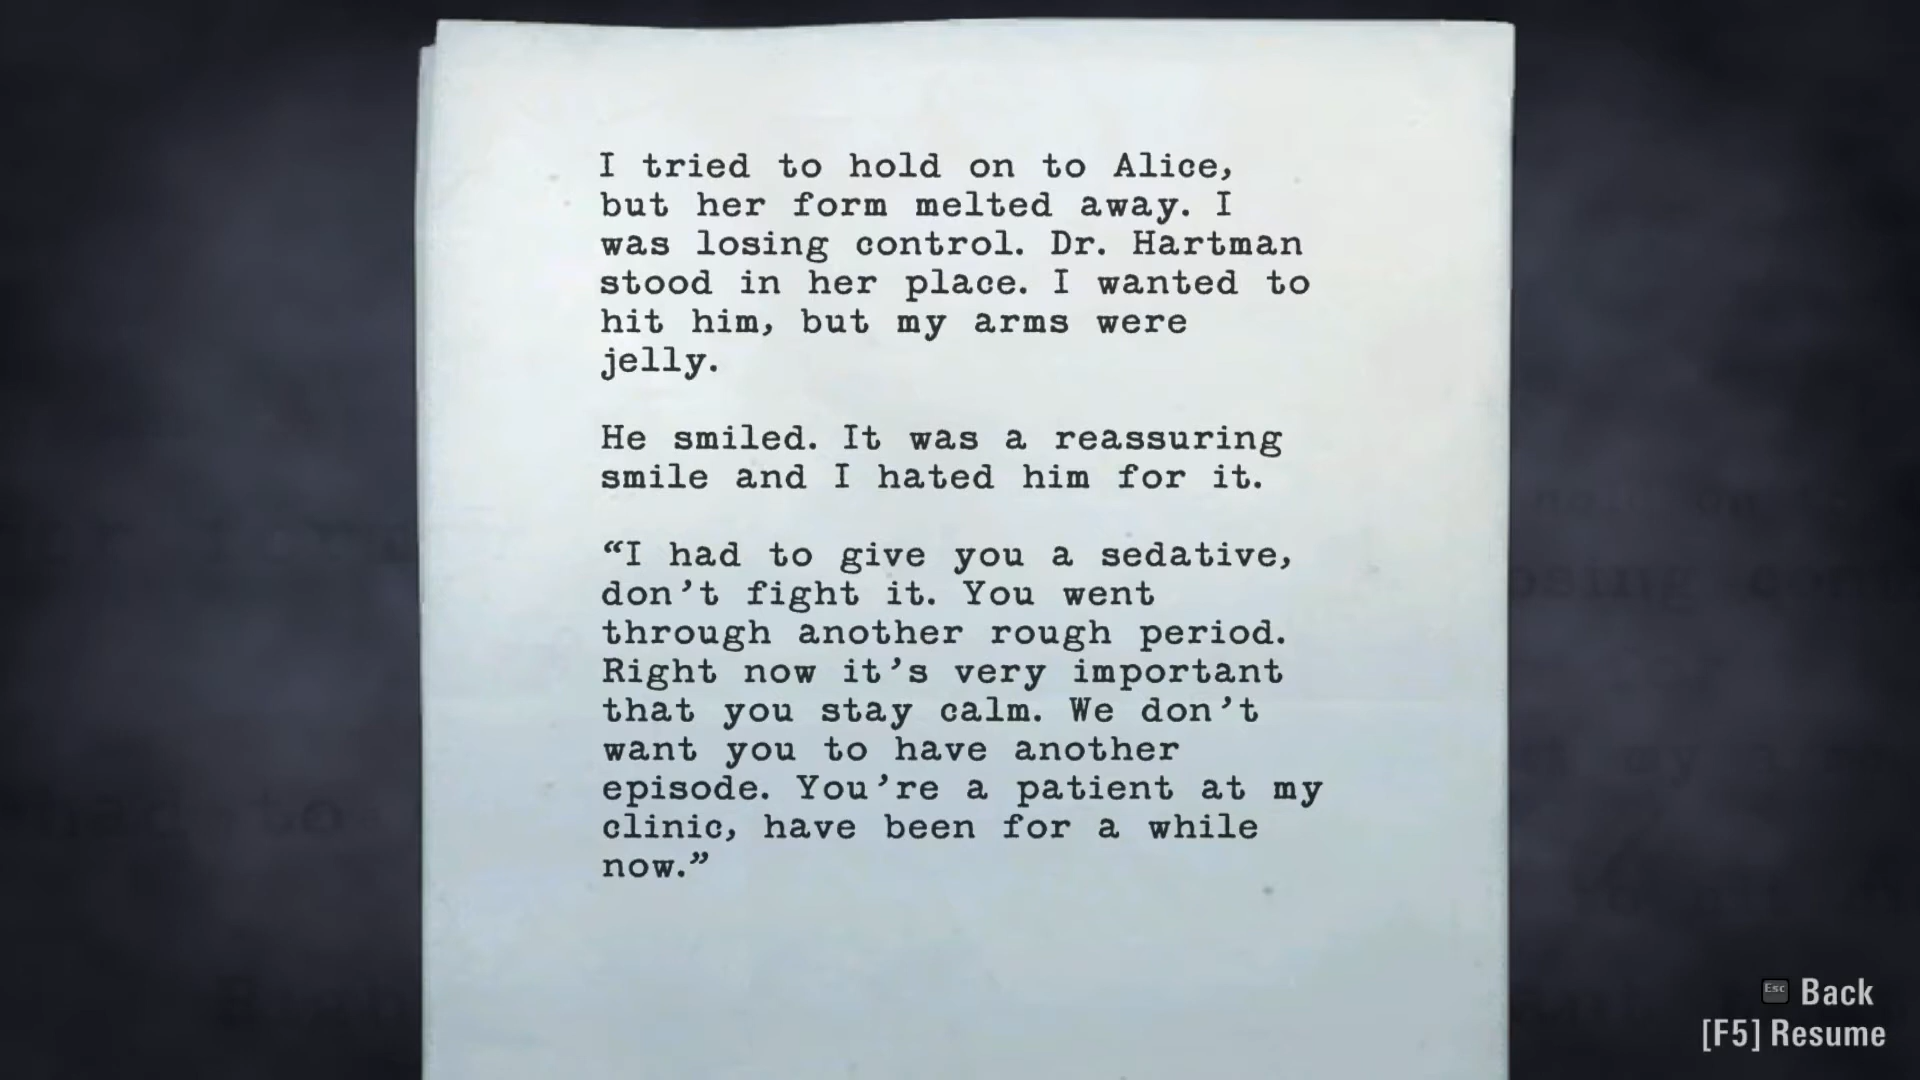 I tried to hold on to Alice,
but her form melted away. I
was losing control. Dr. Hartman
stood in her place. I wanted to
hit him, but my arms were
jelly.
He smiled. It was a reassuring
smile and I hated him for it.
“I had to give you a sedative,
don’t fight it. You went
through another rough period.
Right now it’s very important
that you stay calm. We don’t
want you to have another
episode. You’re a patient at my
clinic, have been for a while
now.”
Esc Back
[F5] Resume